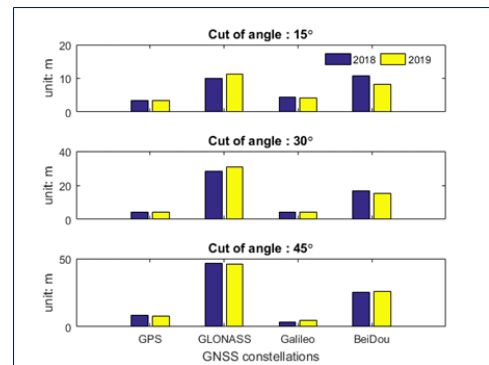 Cut of angle : 15°
20
10
0
unit: m
2018 2019
Cut of angle : 30°
40
20
0
unit: m
Cut of angle : 45°
50
0
unit: m
GPS GLONASS Galileo BeiDou
GNSS constellations